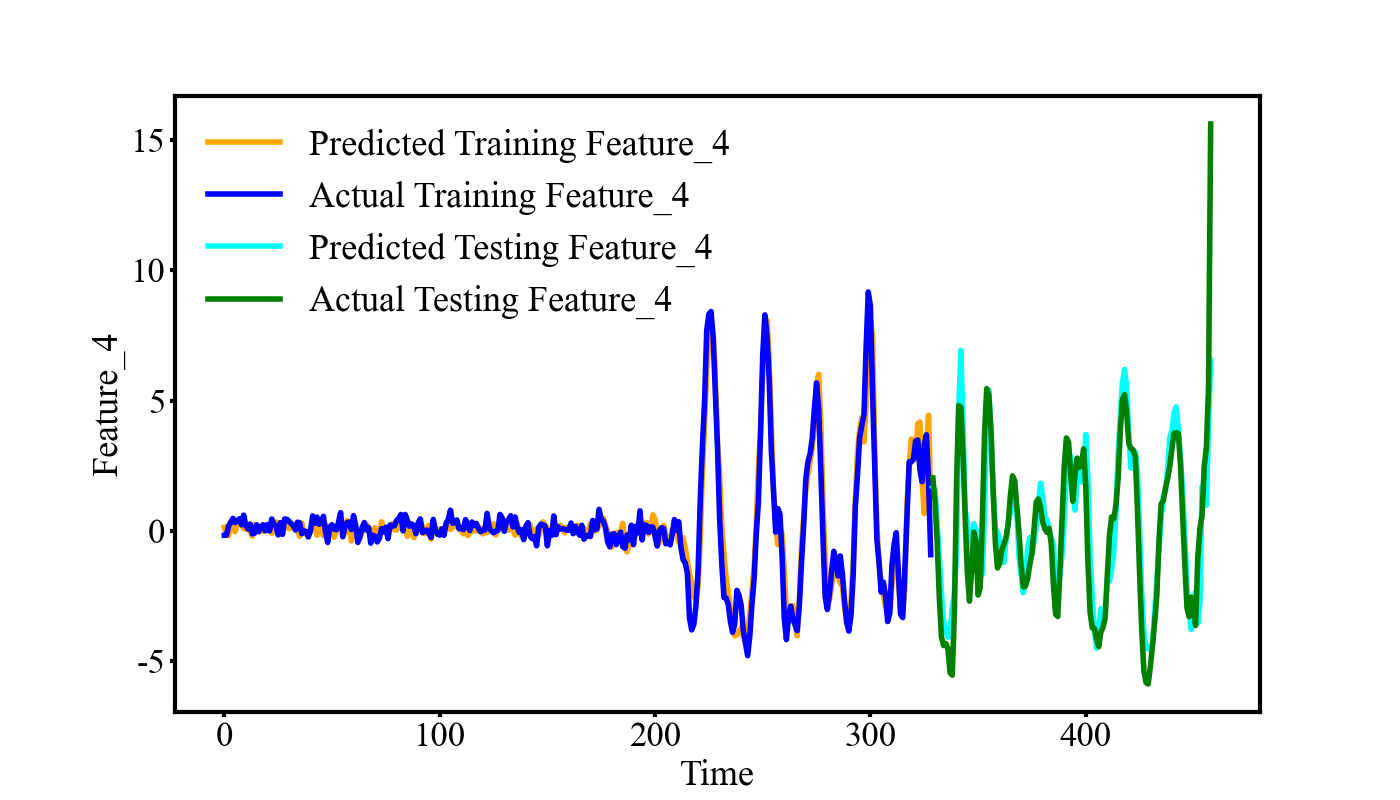 Predicted Training Feature_4
Actual Training Feature_4
Predicted Testing Feature_4
Actual Testing Feature_4
15
10
5
0
-5
Feature_4
0 100 200 300 400
Time